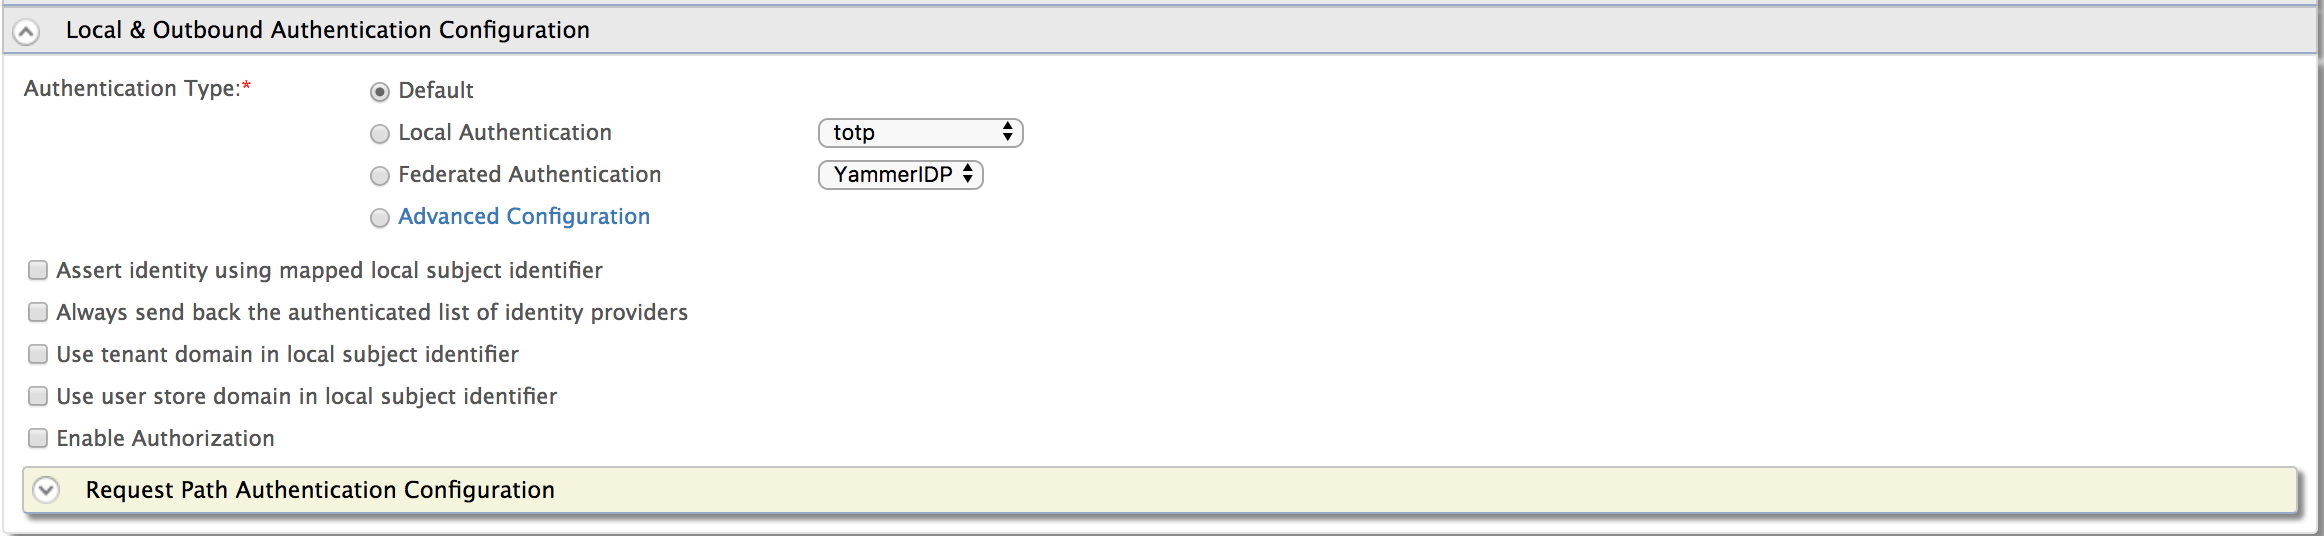 Local & Outbound Authentication Configuration
Authentication Type:* Default
Local Authentication totp
Federated Authentication YammerIDP
Advanced Configuration
Assert identity using mapped local subject identifier
Always send back the authenticated list of identity providers
Use tenant domain in local subject identifier
Use user store domain in local subject identifier
Enable Authorization
Request Path Authentication Configuration